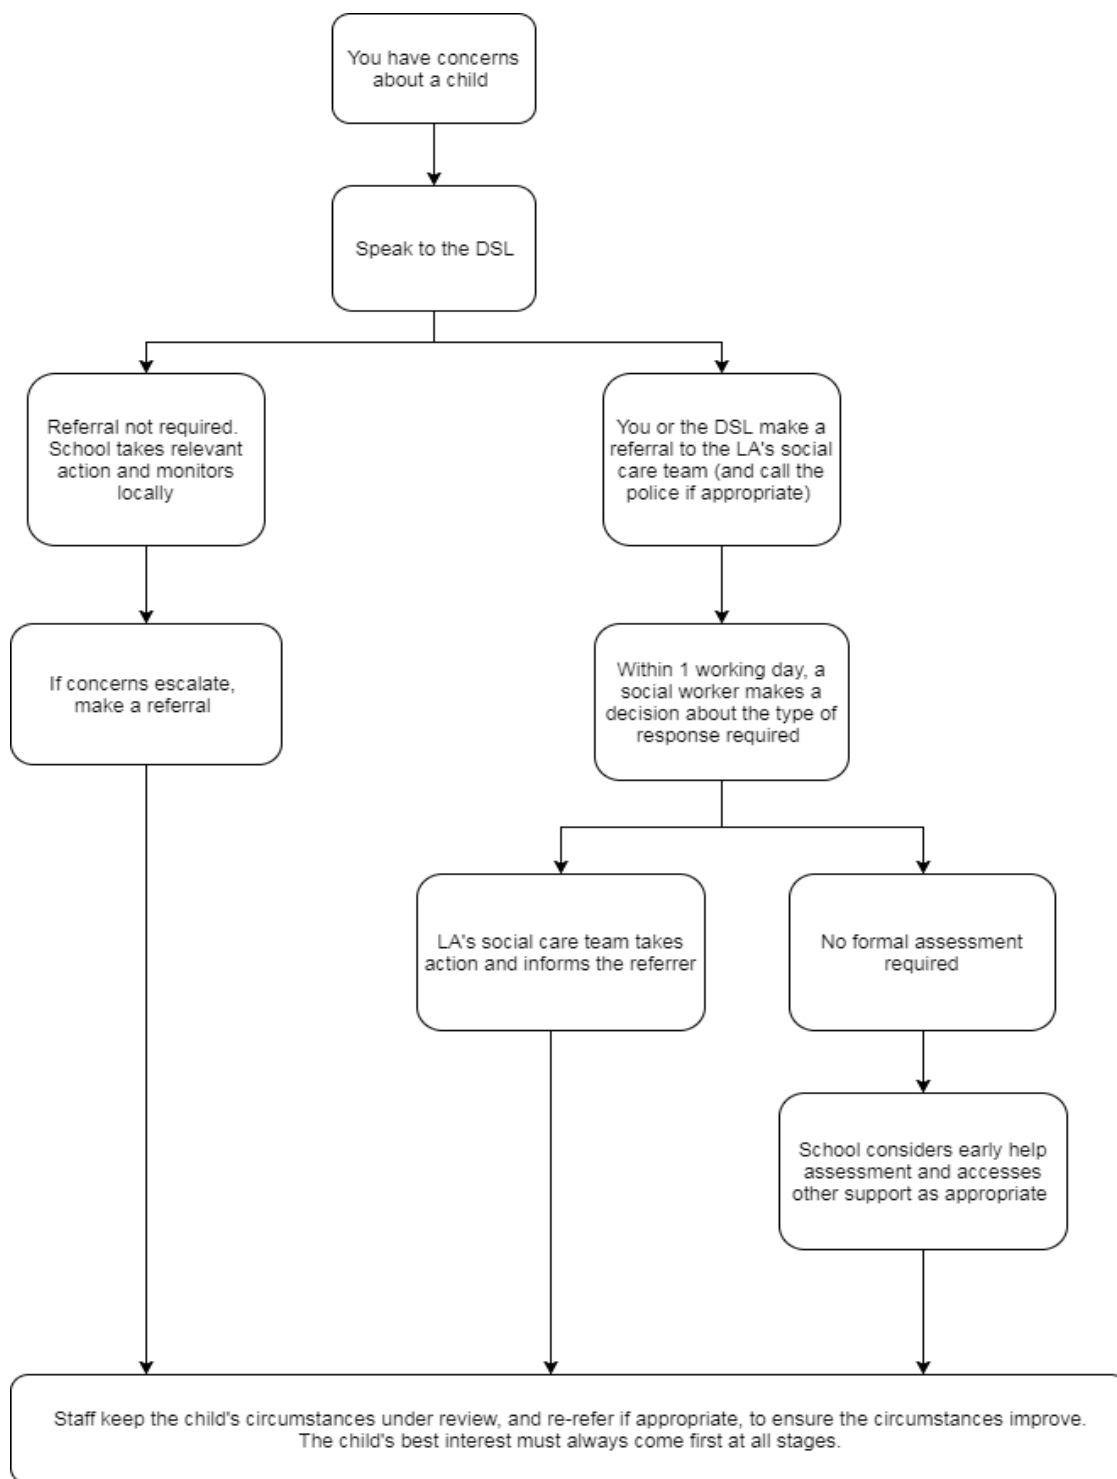 You have concerns
about a child
Speak to the DSL
Referral not required.
School takes relevant
action and monitors
locally
You or the DSL make a
referral to the LA's social
care team (and call the
police if appropriate)
If concerns escalate,
make a referral
Within 1 working day, a
social worker makes a
decision about the type of
response required
LA's social care team takes
action and informs the referrer
No formal assessment
required
School considers early help
assessment and accesses
other support as appropriate
Staff keep the child's circumstances under review, and re-refer if appropriate, to ensure the circumstances improve.
The child's best interest must always come first at all stages.